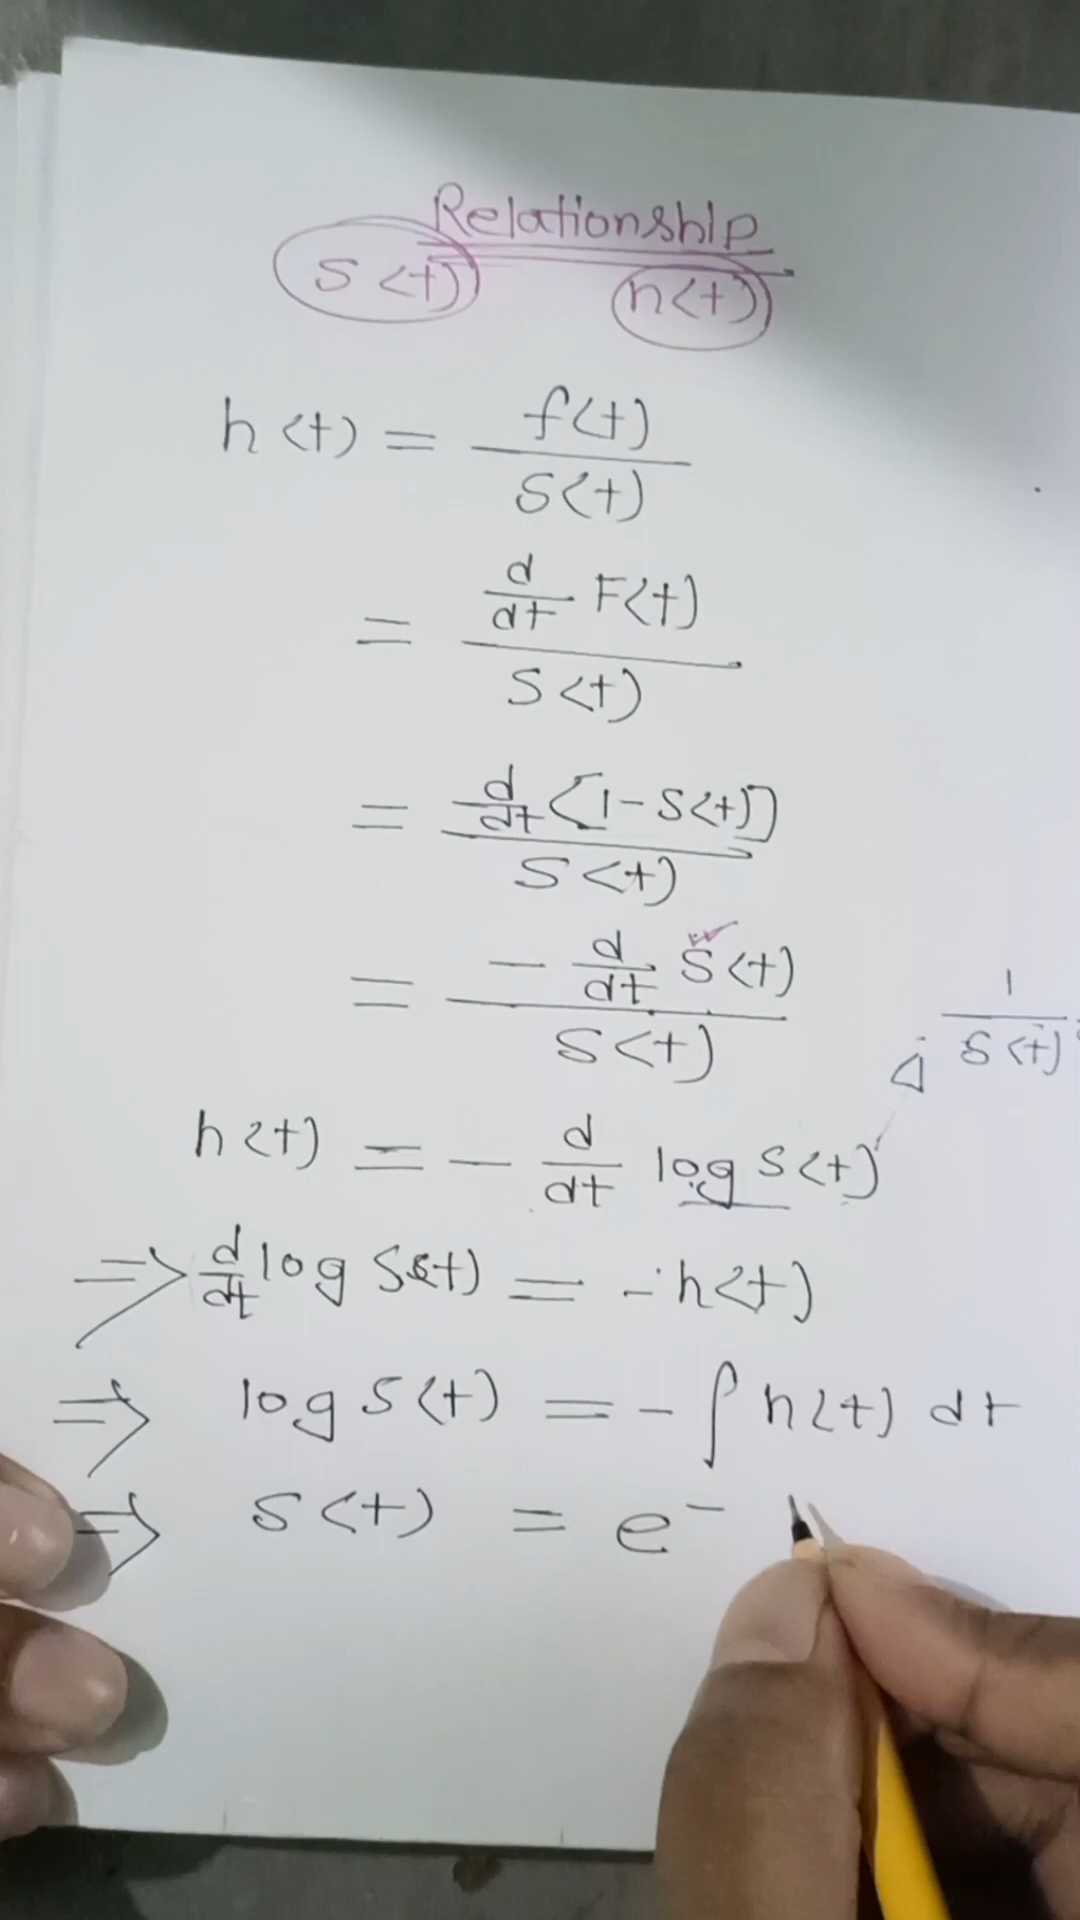 Relationship
S(t) h(t)
h(t) = f(t) / S(t)
= d/dt F(t) / S(t)
= d/dt [1-S(t)] / S(t)
= - d/dt S(t) / S(t)
1 / S(t)
h(t) = - d/dt log S(t)
⇒ d/dt log S(t) = - h(t)
⇒ log S(t) = - ∫ h(t) dt
⇒ S(t) = e^-